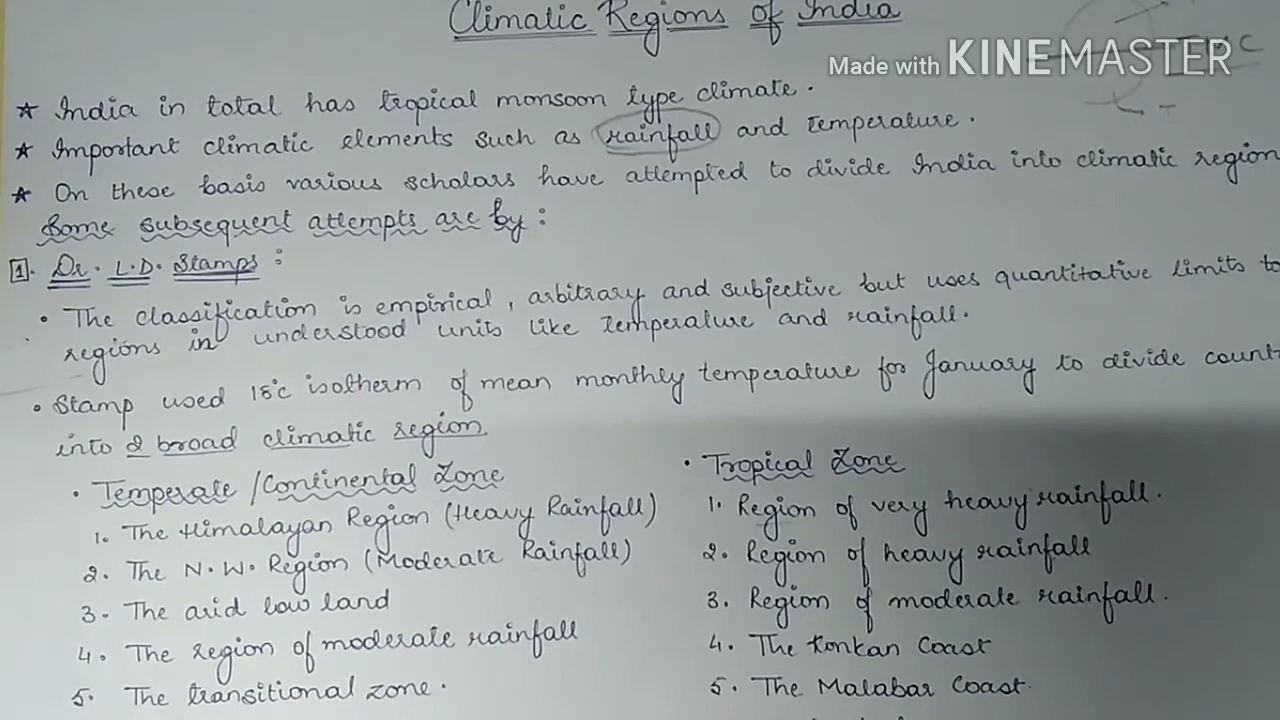 Climatic Regions of India
Made with KINEMASTER
★ India in total has tropical monsoon type climate.
★ Important climatic elements such as rainfall and temperature.
★ On these basis various scholars have attempted to divide India into climatic region
Some subsequent attempts are by:
1. Dr. L.D. Stamps:
• The classification is empirical, arbitrary and subjective but uses quantitative limits to
regions in understood units like temperature and rainfall.
• Stamp used 18°c isotherm of mean monthly temperature for January to divide count
into 2 broad climatic region
• Temperate/Continental Zone
1. The Himalayan Region (Heavy Rainfall)
2. The N.W. Region (Moderate Rainfall)
3. The arid low land
4. The region of moderate rainfall
5. The transitional zone.
• Tropical Zone
1. Region of very heavy rainfall.
2. Region of heavy rainfall
3. Region of moderate rainfall.
4. The Konkan Coast
5. The Malabar Coast.